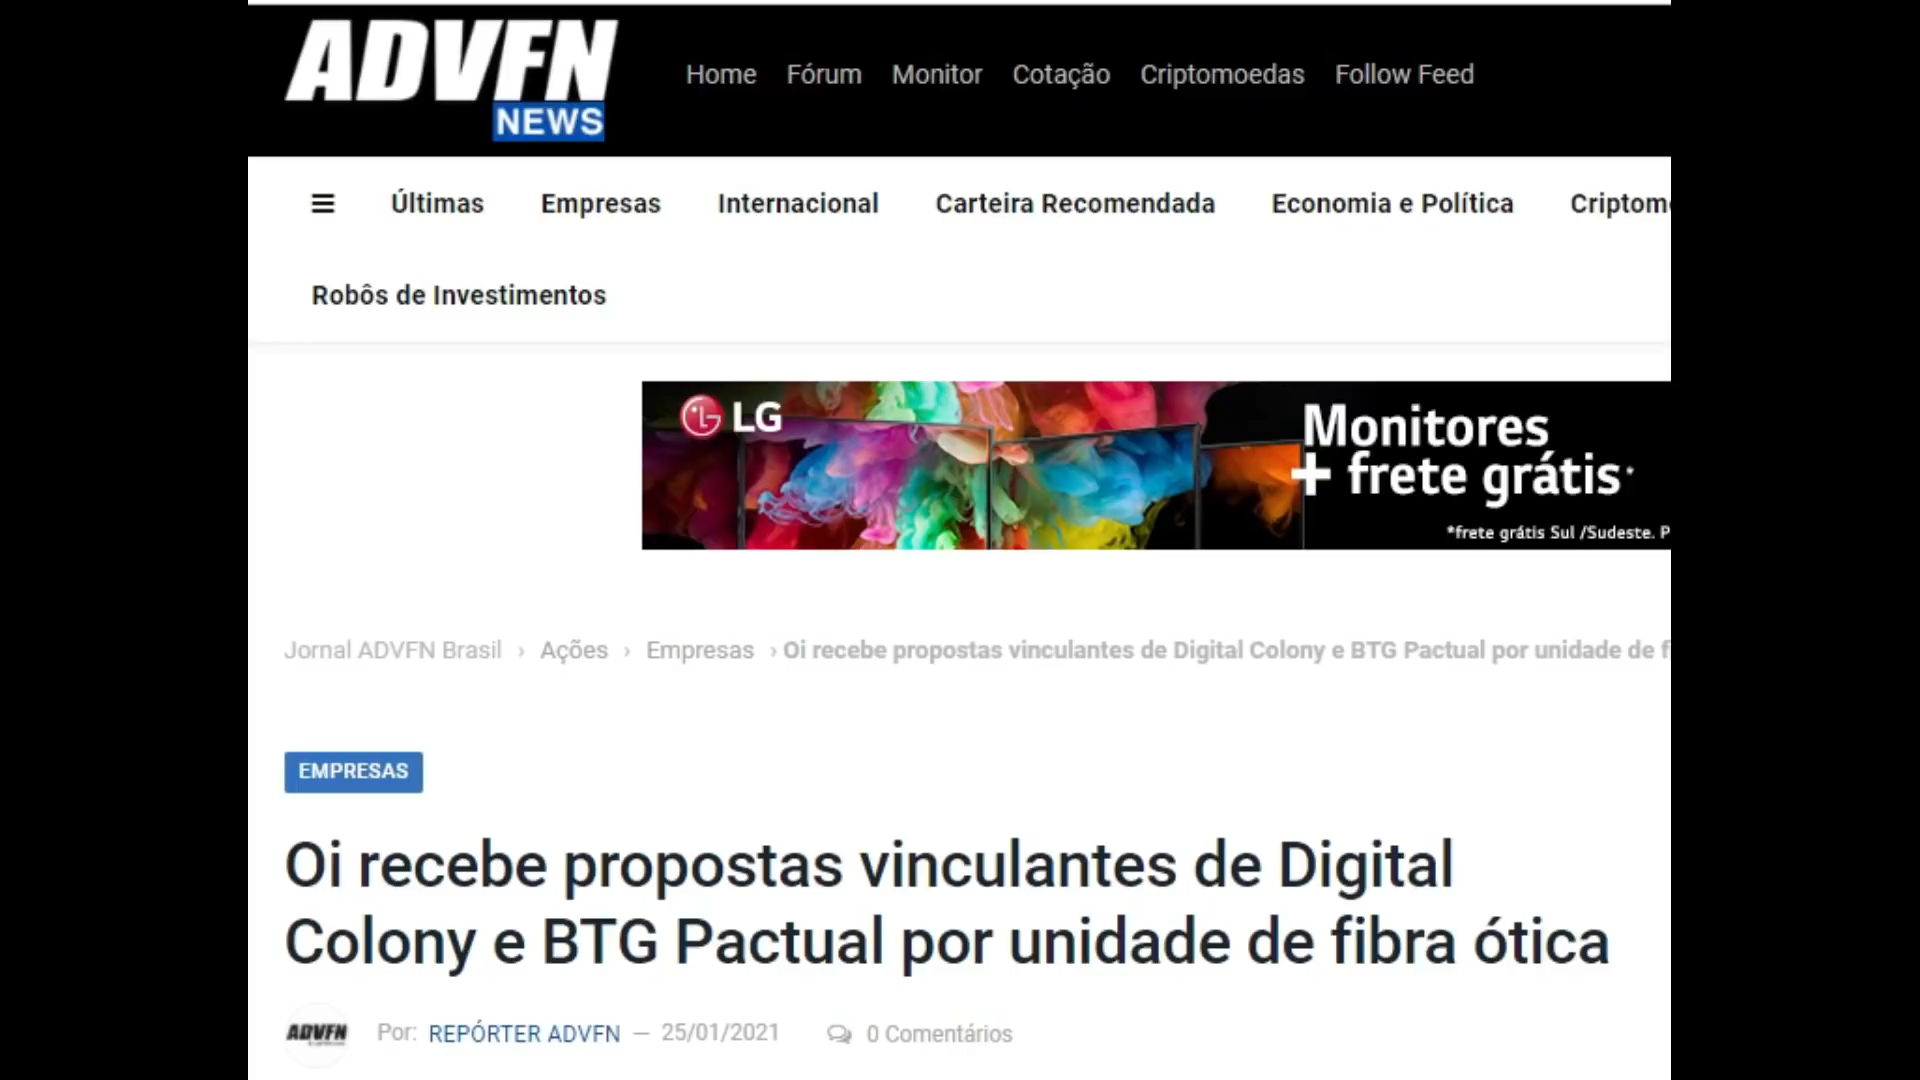 ADVFN
NEWS
Home Fórum Monitor Cotação Criptomoedas Follow Feed
Últimas Empresas Internacional Carteira Recomendada Economia e Política Criptom
Robôs de Investimentos
LG
Monitores
+ frete grátis*
*frete grátis Sul /Sudeste. P
Jornal ADVFN Brasil › Ações › Empresas › Oi recebe propostas vinculantes de Digital Colony e BTG Pactual por unidade de f
EMPRESAS
Oi recebe propostas vinculantes de Digital
Colony e BTG Pactual por unidade de fibra ótica
ADVFN Por: REPÓRTER ADVFN — 25/01/2021 0 Comentários